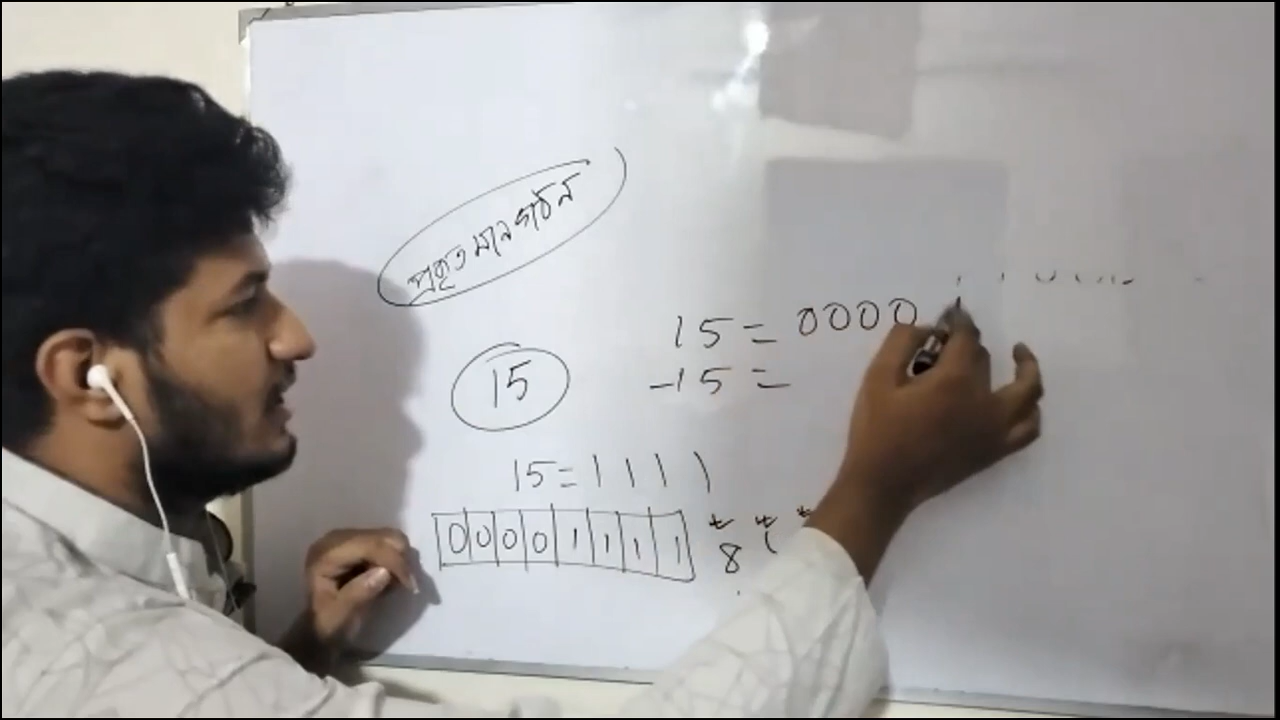 প্রকৃত মান গঠন
15 = 0000
-15 =
15
15 = 1111
0 0 0 0 1 1 1 1
8